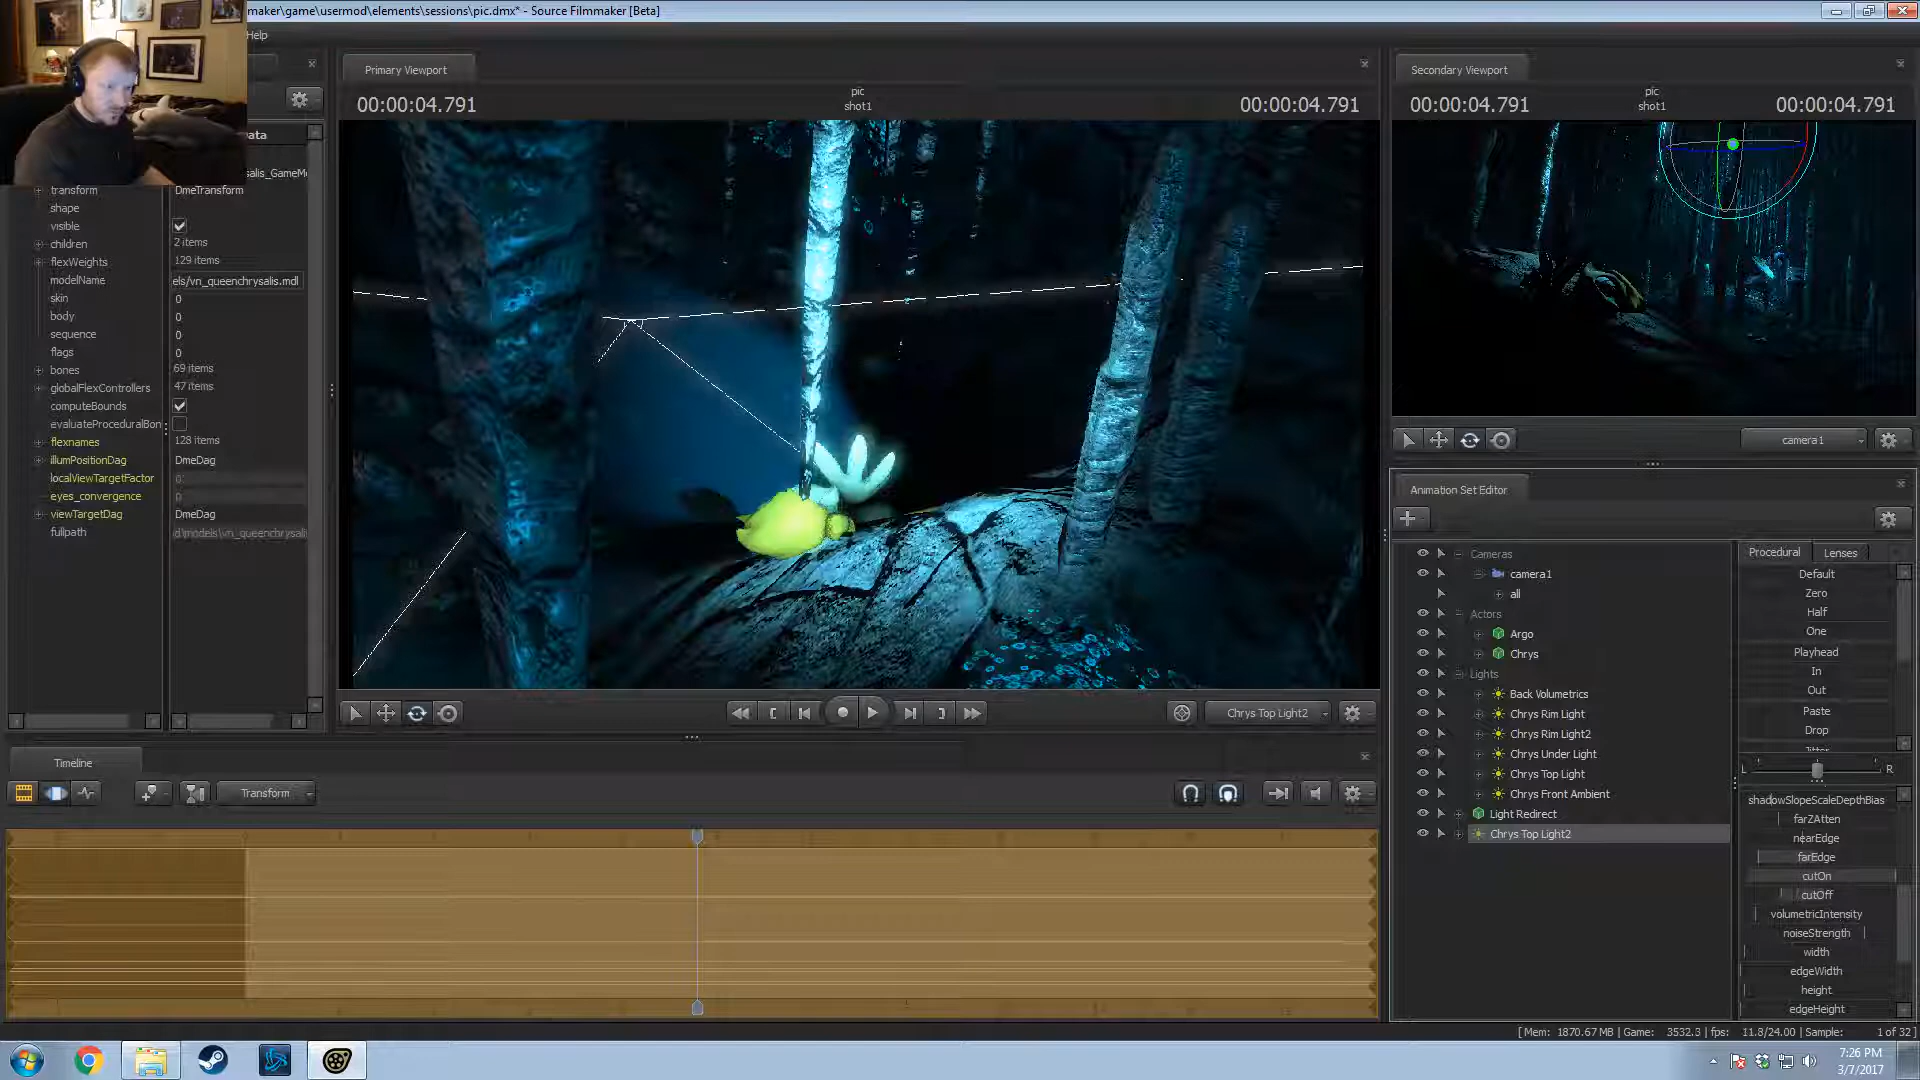 maker\game\usermod\elements\sessions\pic.dmx* - Source Filmmaker [Beta]
Help
Primary Viewport
00:00:04.791
pic
shot1
00:00:04.791
Secondary Viewport
00:00:04.791
pic
shot1
00:00:04.791
transform
DmeTransform
shape
visible
children
2 items
flexWeights
129 items
modelName
els/vn_queenchrysalis.mdl
skin
0
body
0
sequence
0
flags
0
bones
69 items
globalFlexControllers
47 items
computeBounds
evaluateProceduralBon
flexnames
128 items
illumPositionDag
DmeDag
localViewTargetFactor
0
eyes_convergence
0
viewTargetDag
DmeDag
fullpath
d\models\vn_queenchrysali
Chrys Top Light2
camera1
Animation Set Editor
Cameras
camera1
all
Actors
Argo
Chrys
Lights
Back Volumetrics
Chrys Rim Light
Chrys Rim Light2
Chrys Under Light
Chrys Top Light
Chrys Front Ambient
Light Redirect
Chrys Top Light2
Procedural
Lenses
Default
Zero
Half
One
Playhead
In
Out
Paste
Drop
L
R
shadowSlopeScaleDepthBias
farZAtten
nearEdge
farEdge
cutOn
cutOff
volumetricIntensity
noiseStrength
width
edgeWidth
height
edgeHeight
Timeline
Transform
[ Mem: 1870.67 MB | Game: 3532.3 | fps: 11.8/24.00 | Sample: 1 of 32 ]
7:26 PM
3/7/2017